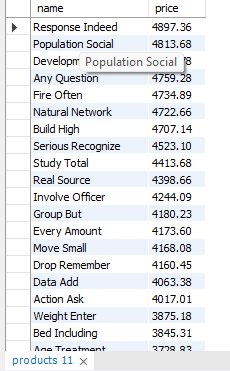 name price
Response Indeed 4897.36
Population Social 4813.68
Developm Population Social 8
Any Question 4759.28
Fire Often 4734.89
Natural Network 4722.66
Build High 4707.14
Serious Recognize 4523.10
Study Total 4413.68
Real Source 4398.66
Involve Officer 4244.09
Group But 4180.23
Every Amount 4173.60
Move Small 4168.08
Drop Remember 4160.45
Data Add 4063.38
Action Ask 4017.01
Weight Enter 3875.18
Bed Including 3845.31
Age Treatment 3728.83
products 11 ×